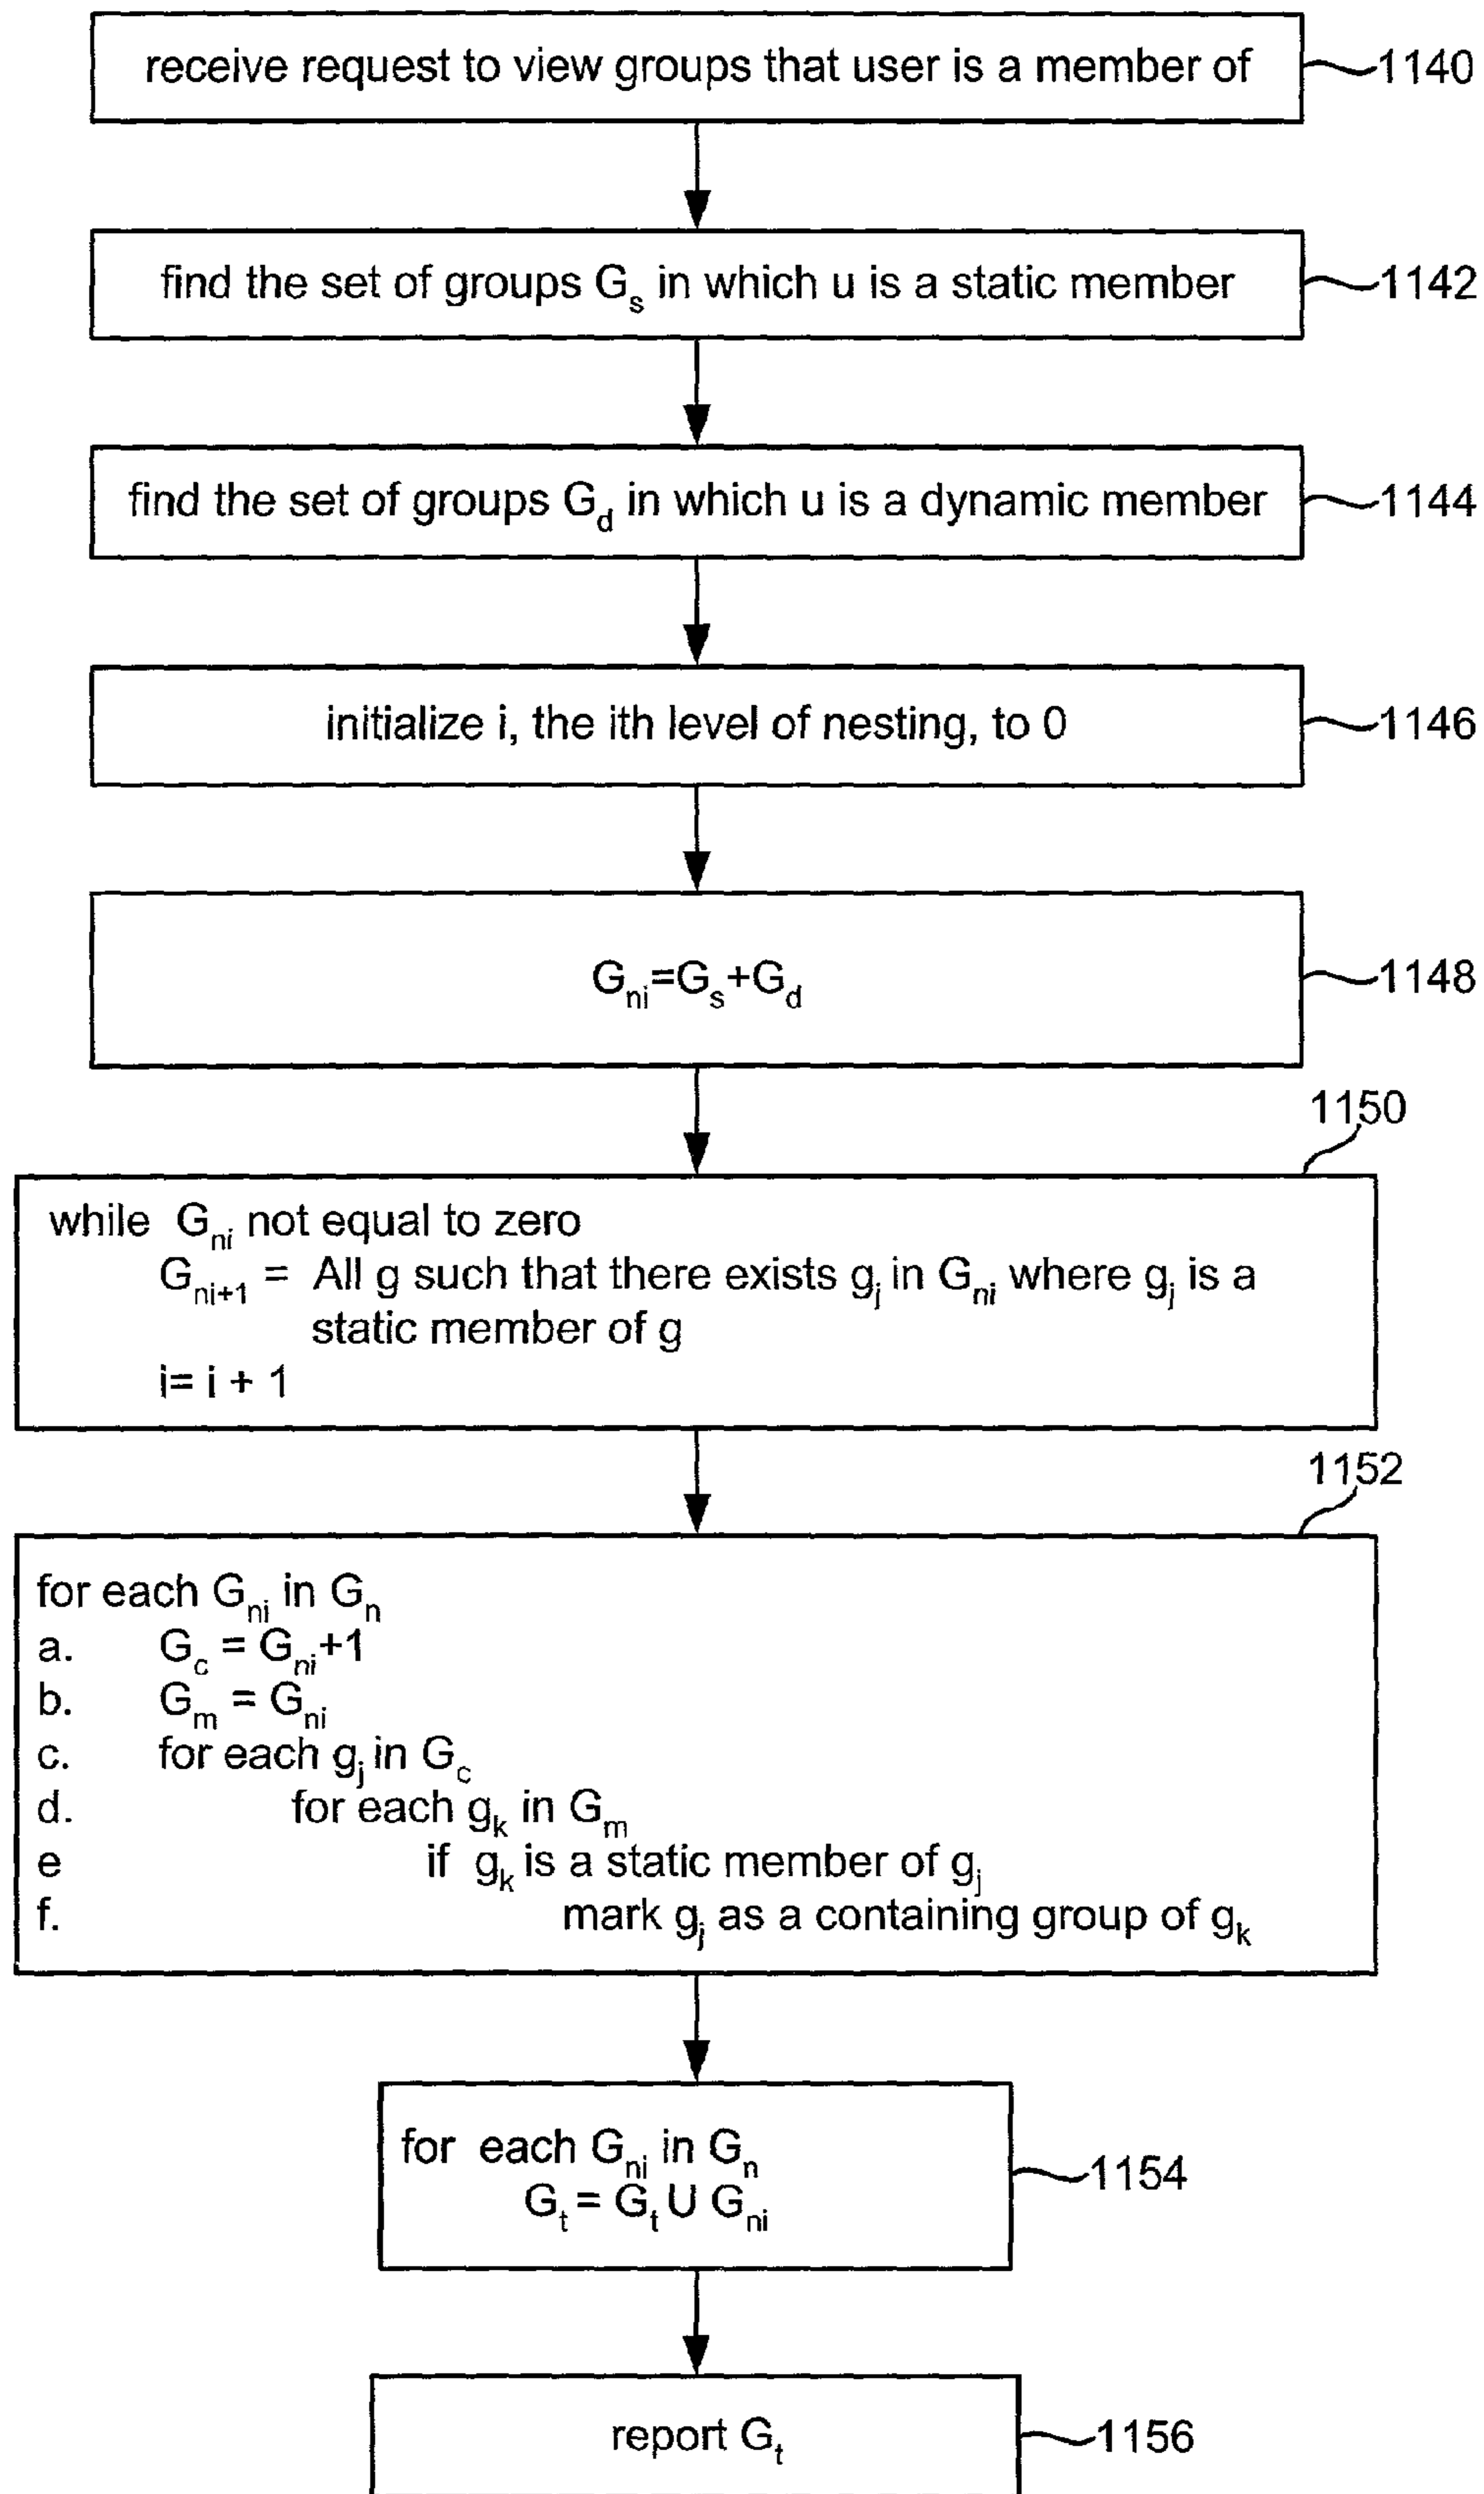 receive request to view groups that user is a member of
1140
find the set of groups Gs in which u is a static member
1142
find the set of groups Gd in which u is a dynamic member
1144
initialize i, the ith level of nesting, to 0
1146
Gni=Gs+Gd
1148
1150
while Gni not equal to zero
Gni+1 = All g such that there exists gj in Gni where gj is a
static member of g
i= i + 1
1152
for each Gni in Gn
a. Gc = Gni+1
b. Gm = Gni
c. for each gj in Gc
d. for each gk in Gm
e if gk is a static member of gj
f. mark gj as a containing group of gk
for each Gni in Gn
Gt = Gt U Gni
1154
report Gt
1156